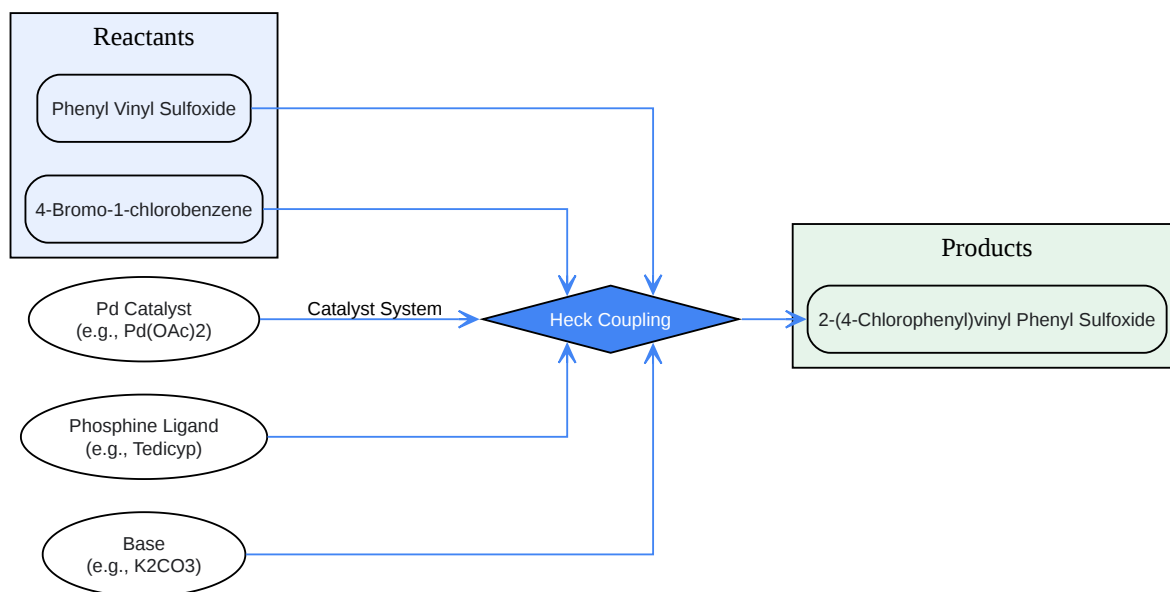 Reactants
Phenyl Vinyl Sulfoxide
4-Bromo-1-chlorobenzene
Pd Catalyst
(e.g., Pd(OAc)2)
Catalyst System
Heck Coupling
Products
2-(4-Chlorophenyl)vinyl Phenyl Sulfoxide
Phosphine Ligand
(e.g., Tedicyp)
Base
(e.g., K2CO3)